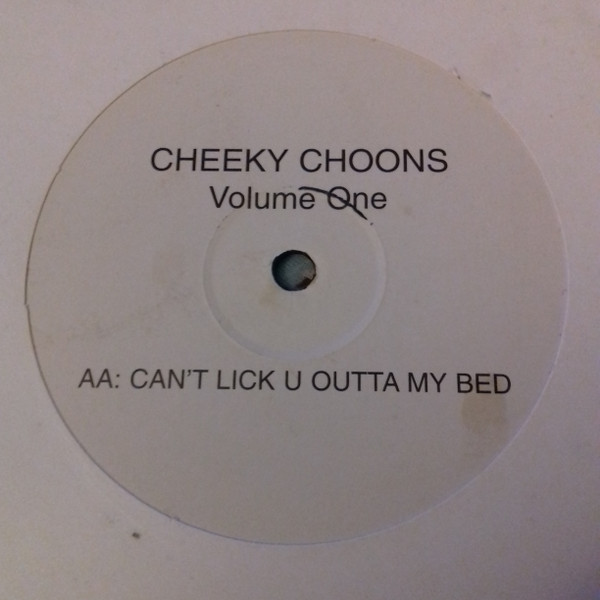 CHEEKY CHOONS
Volume One
AA: CAN'T LICK U OUTTA MY BED